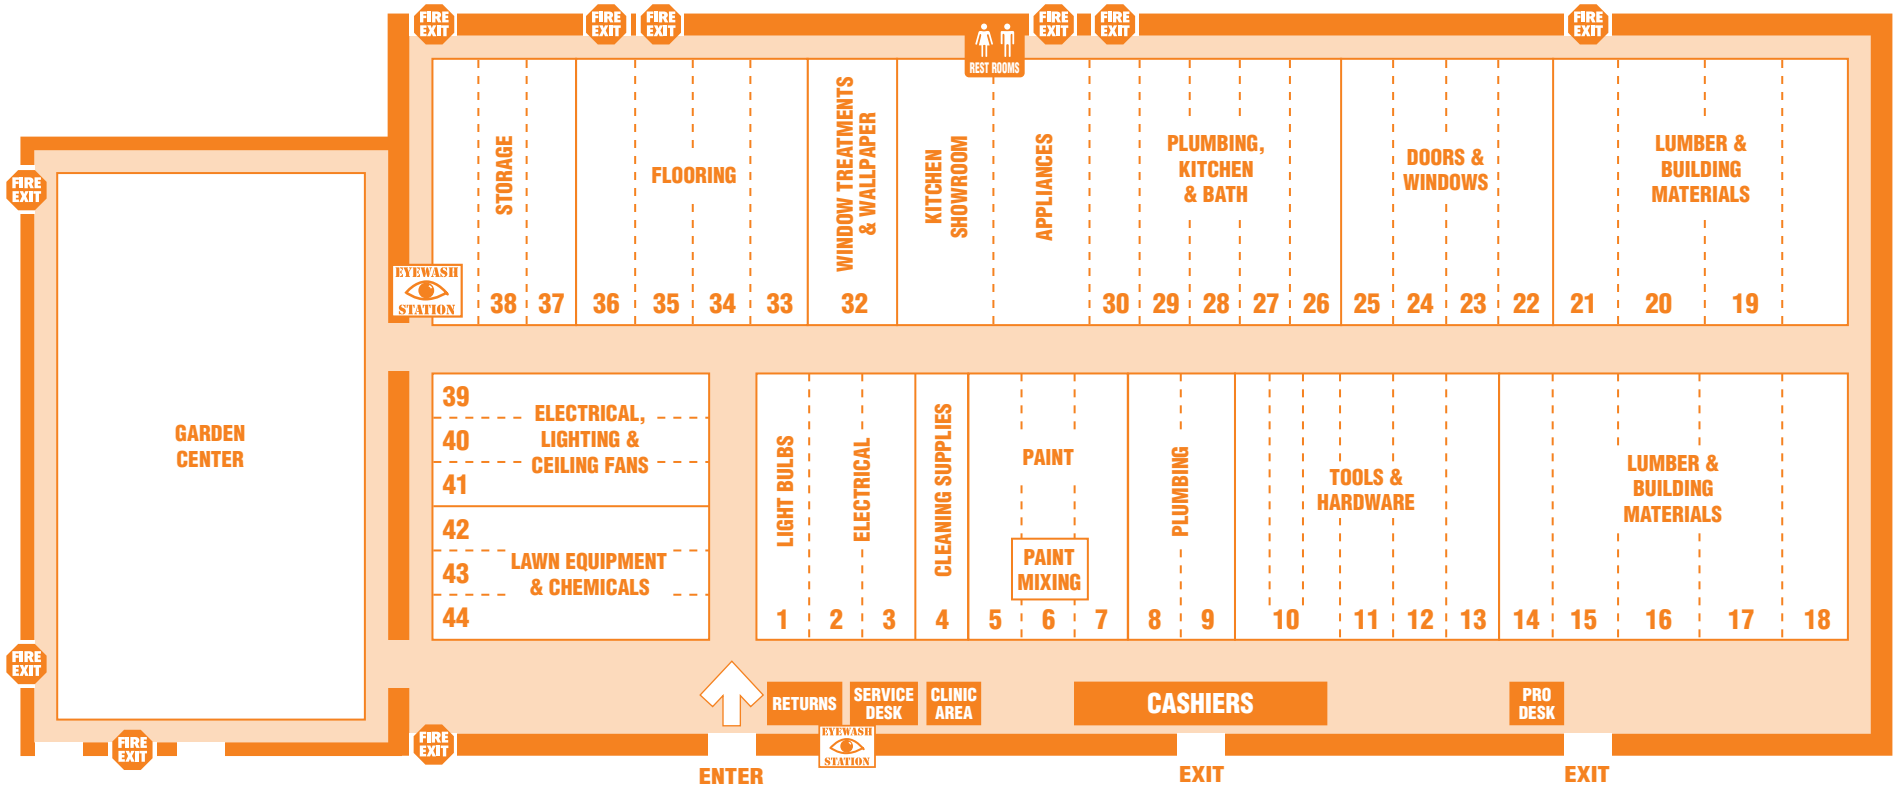 FIRE
EXIT
FIRE
EXIT
FIRE
EXIT
REST ROOMS
FIRE
EXIT
FIRE
EXIT
FIRE
EXIT
FIRE
EXIT
STORAGE
FLOORING
WINDOW TREATMENTS
& WALLPAPER
KITCHEN
SHOWROOM
APPLIANCES
PLUMBING,
KITCHEN
& BATH
DOORS &
WINDOWS
LUMBER &
BUILDING
MATERIALS
EYEWASH
STATION
38 37 36 35 34 33 32 30 29 28 27 26 25 24 23 22 21 20 19
GARDEN
CENTER
39
40
41
ELECTRICAL,
LIGHTING &
CEILING FANS
42
43
44
LAWN EQUIPMENT
& CHEMICALS
LIGHT BULBS
ELECTRICAL
CLEANING SUPPLIES
PAINT
PAINT
MIXING
PLUMBING
TOOLS &
HARDWARE
LUMBER &
BUILDING
MATERIALS
1 2 3 4 5 6 7 8 9 10 11 12 13 14 15 16 17 18
FIRE
EXIT
RETURNS
SERVICE
DESK
CLINIC
AREA
CASHIERS
PRO
DESK
FIRE
EXIT
FIRE
EXIT
EYEWASH
STATION
ENTER
EXIT
EXIT